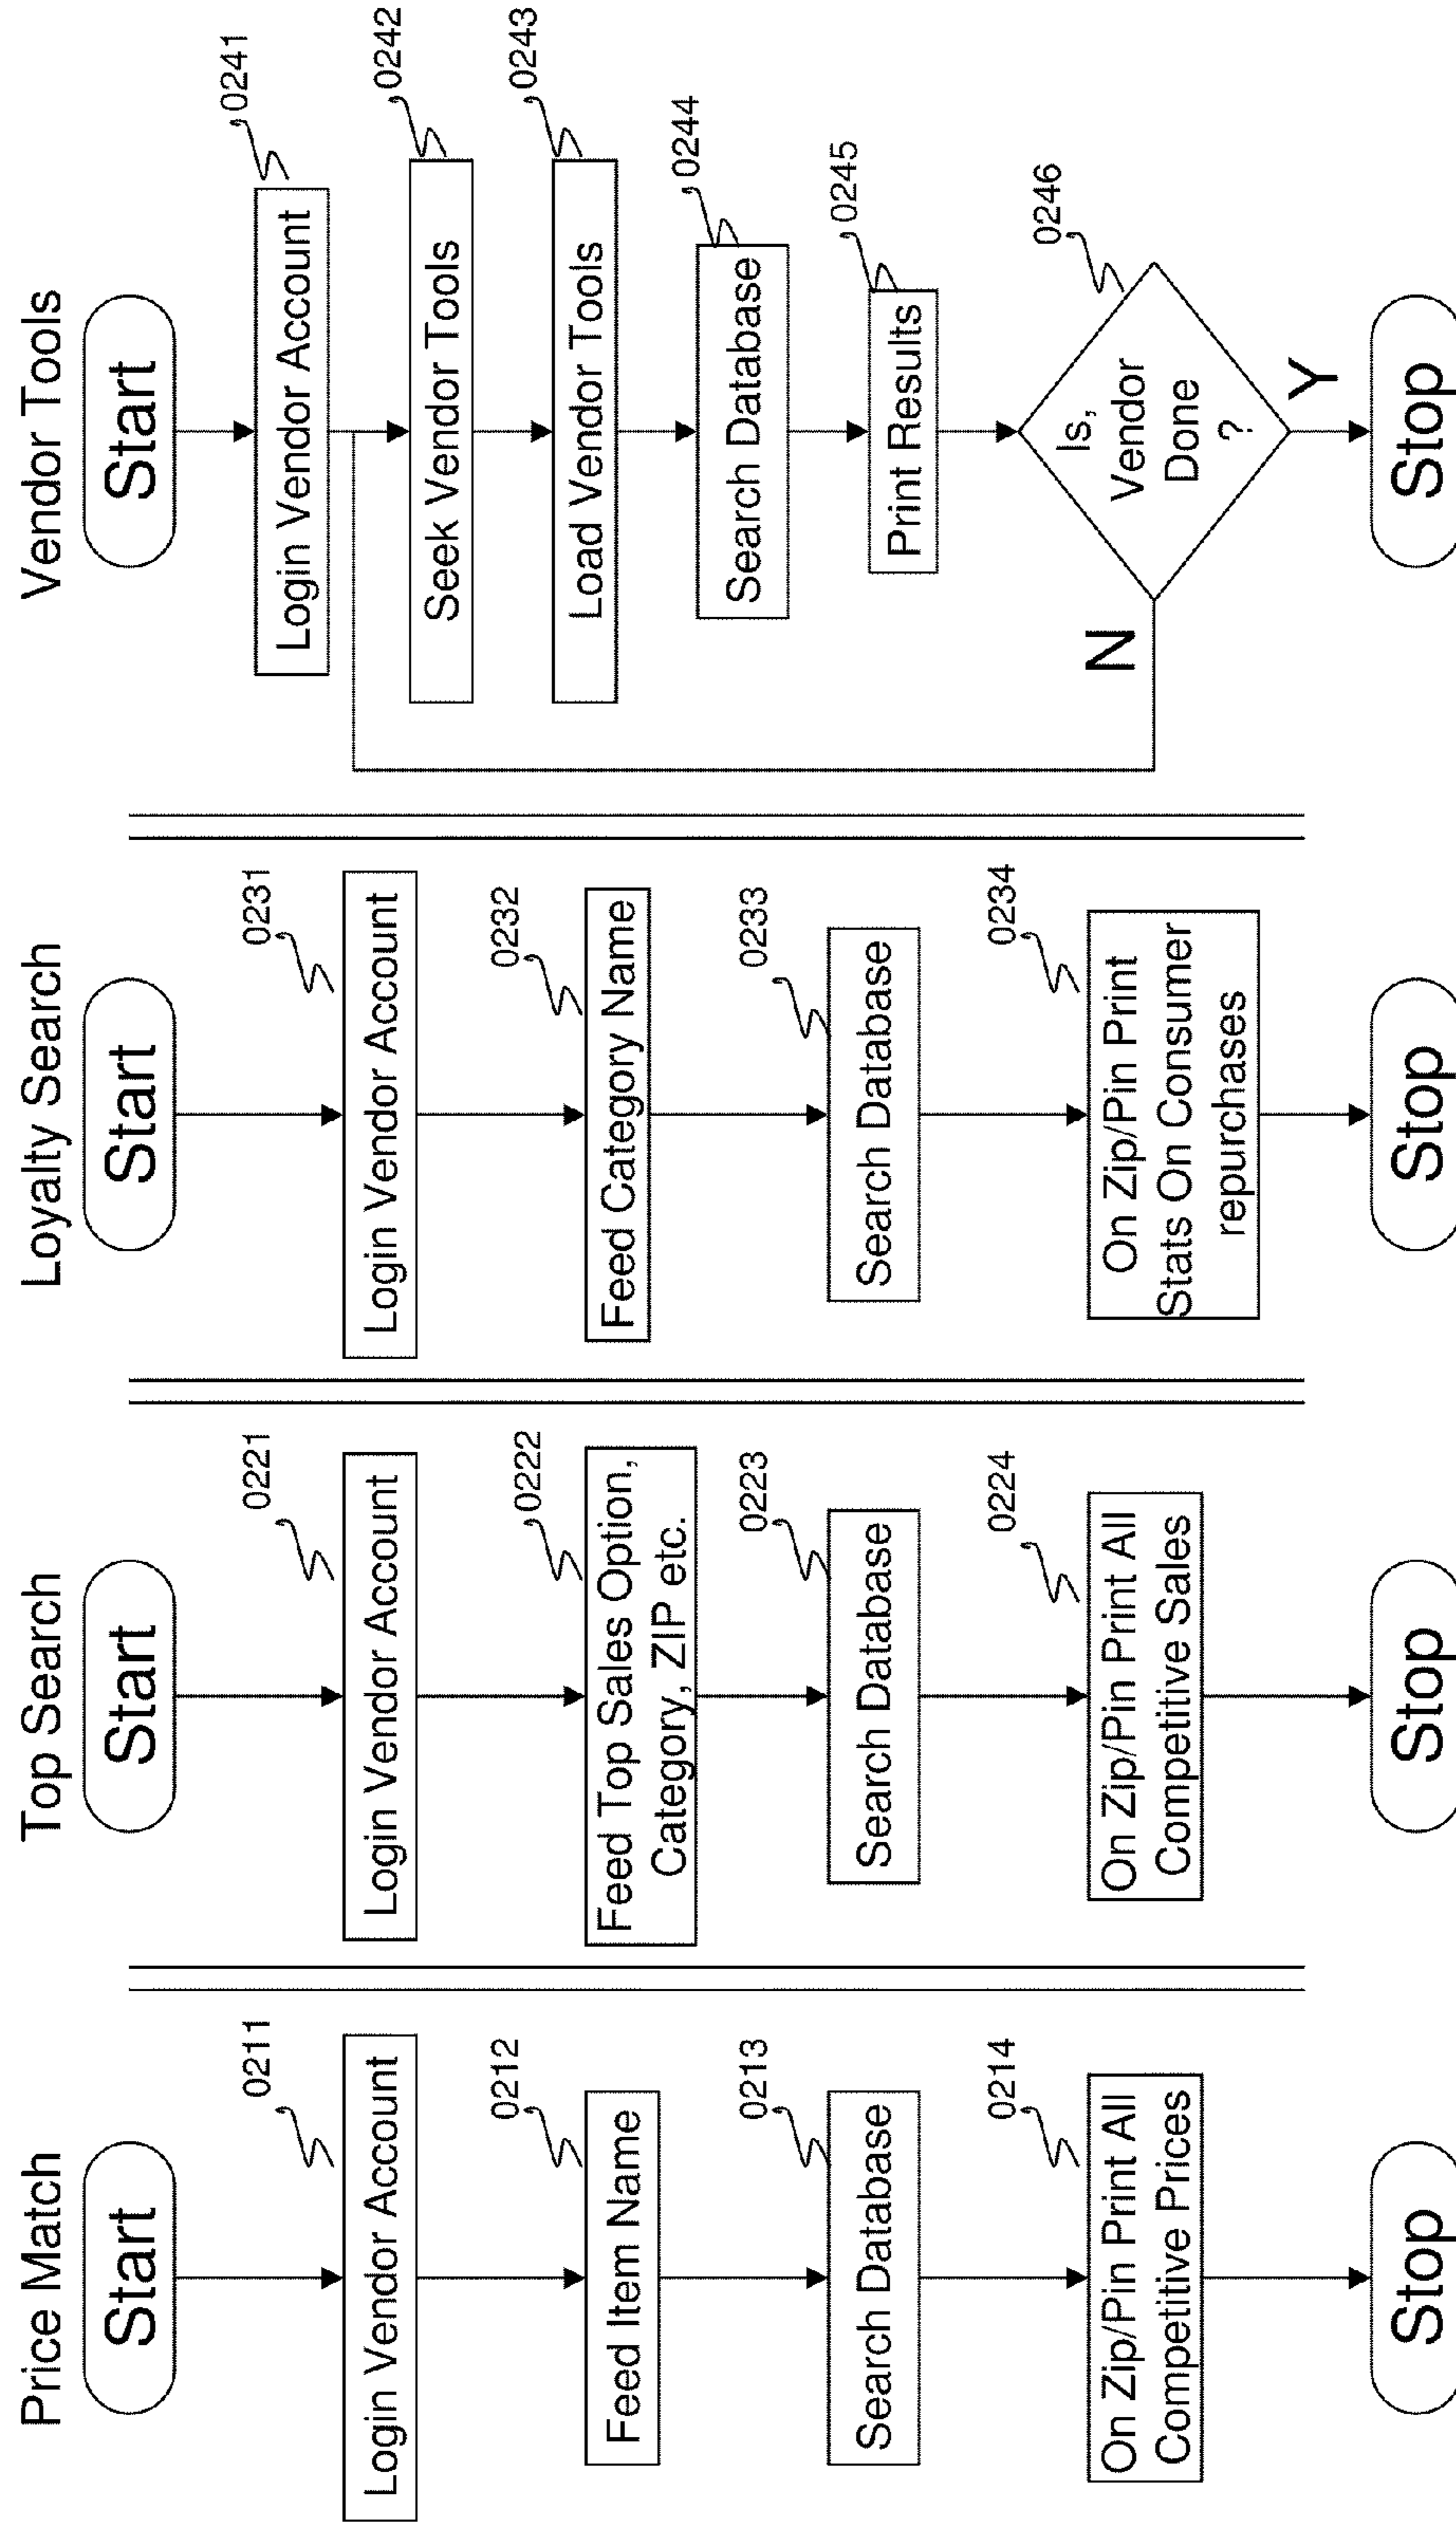 Price Match
Start
0211
Login Vendor Account
0212
Feed Item Name
0213
Search Database
0214
On Zip/Pin Print All
Competitive Prices
Stop
Top Search
Start
0221
Login Vendor Account
0222
Feed Top Sales Option,
Category, ZIP etc.
0223
Search Database
0224
On Zip/Pin Print All
Competitive Sales
Stop
Loyalty Search
Start
0231
Login Vendor Account
0232
Feed Category Name
0233
Search Database
0234
On Zip/Pin Print
Stats On Consumer
repurchases
Stop
Vendor Tools
Start
0241
Login Vendor Account
0242
Seek Vendor Tools
0243
Load Vendor Tools
0244
Search Database
0245
Print Results
0246
Is,
Vendor
Done
?
N
Y
Stop